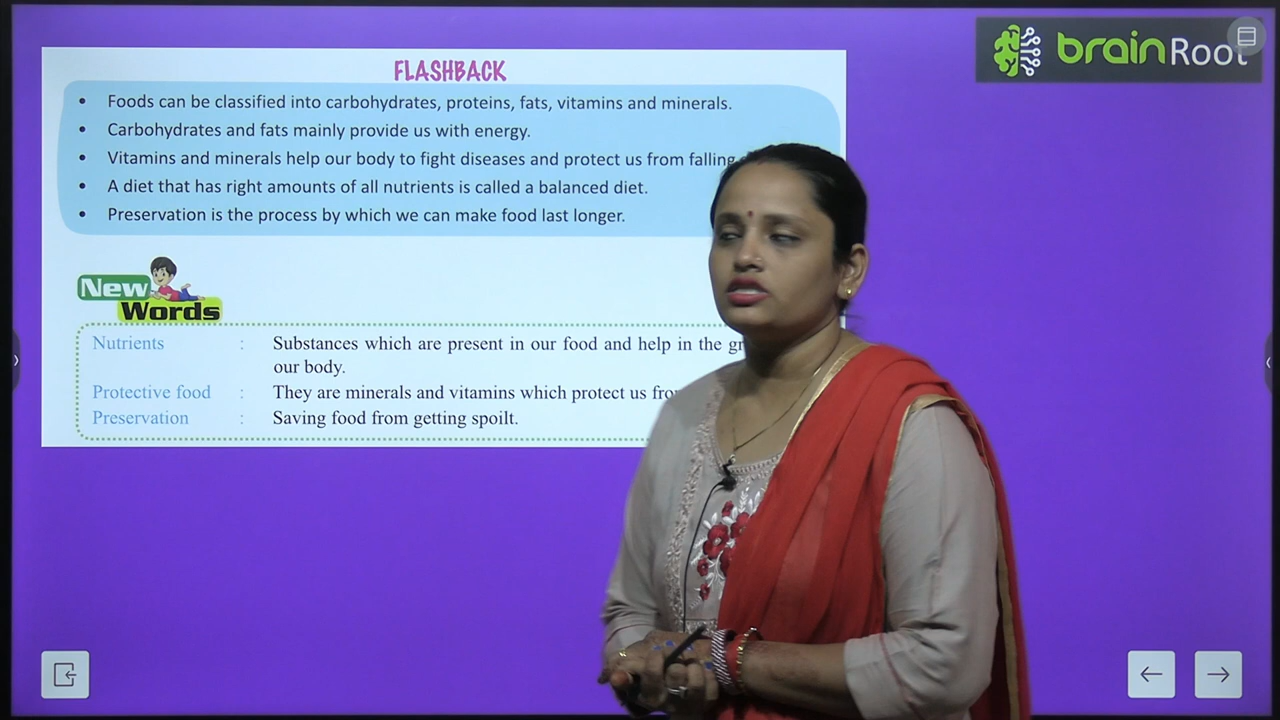 brainRoot
FLASHBACK
• Foods can be classified into carbohydrates, proteins, fats, vitamins and minerals.
• Carbohydrates and fats mainly provide us with energy.
• Vitamins and minerals help our body to fight diseases and protect us from falling
• A diet that has right amounts of all nutrients is called a balanced diet.
• Preservation is the process by which we can make food last longer.
New
Words
Nutrients : Substances which are present in our food and help in the
our body.
Protective food : They are minerals and vitamins which protect us
Preservation : Saving food from getting spoilt.